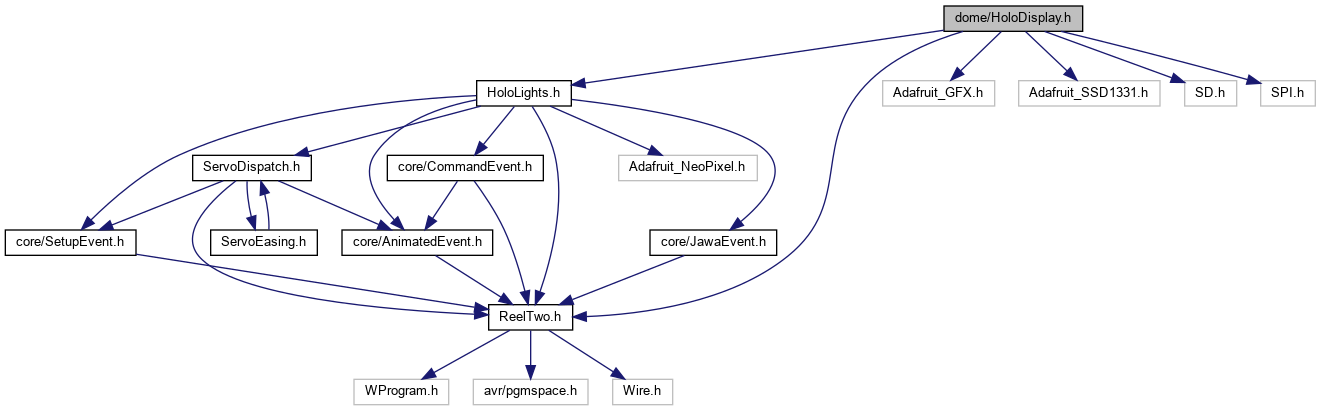 dome/HoloDisplay.h
HoloLights.h
Adafruit_GFX.h
Adafruit_SSD1331.h
SD.h
SPI.h
ServoDispatch.h
core/CommandEvent.h
Adafruit_NeoPixel.h
core/SetupEvent.h
ServoEasing.h
core/AnimatedEvent.h
core/JawaEvent.h
ReelTwo.h
WProgram.h
avr/pgmspace.h
Wire.h